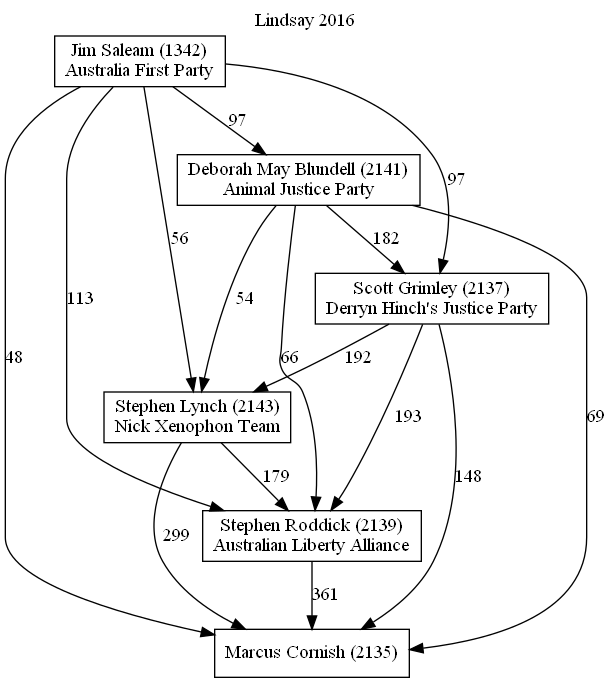 Lindsay 2016
Jim Saleam (1342)
Australia First Party
97
Deborah May Blundell (2141)
Animal Justice Party
97
56
182
Scott Grimley (2137)
Derryn Hinch's Justice Party
113
54
48
66
192
Stephen Lynch (2143)
Nick Xenophon Team
193
69
179
148
Stephen Roddick (2139)
Australian Liberty Alliance
299
361
Marcus Cornish (2135)